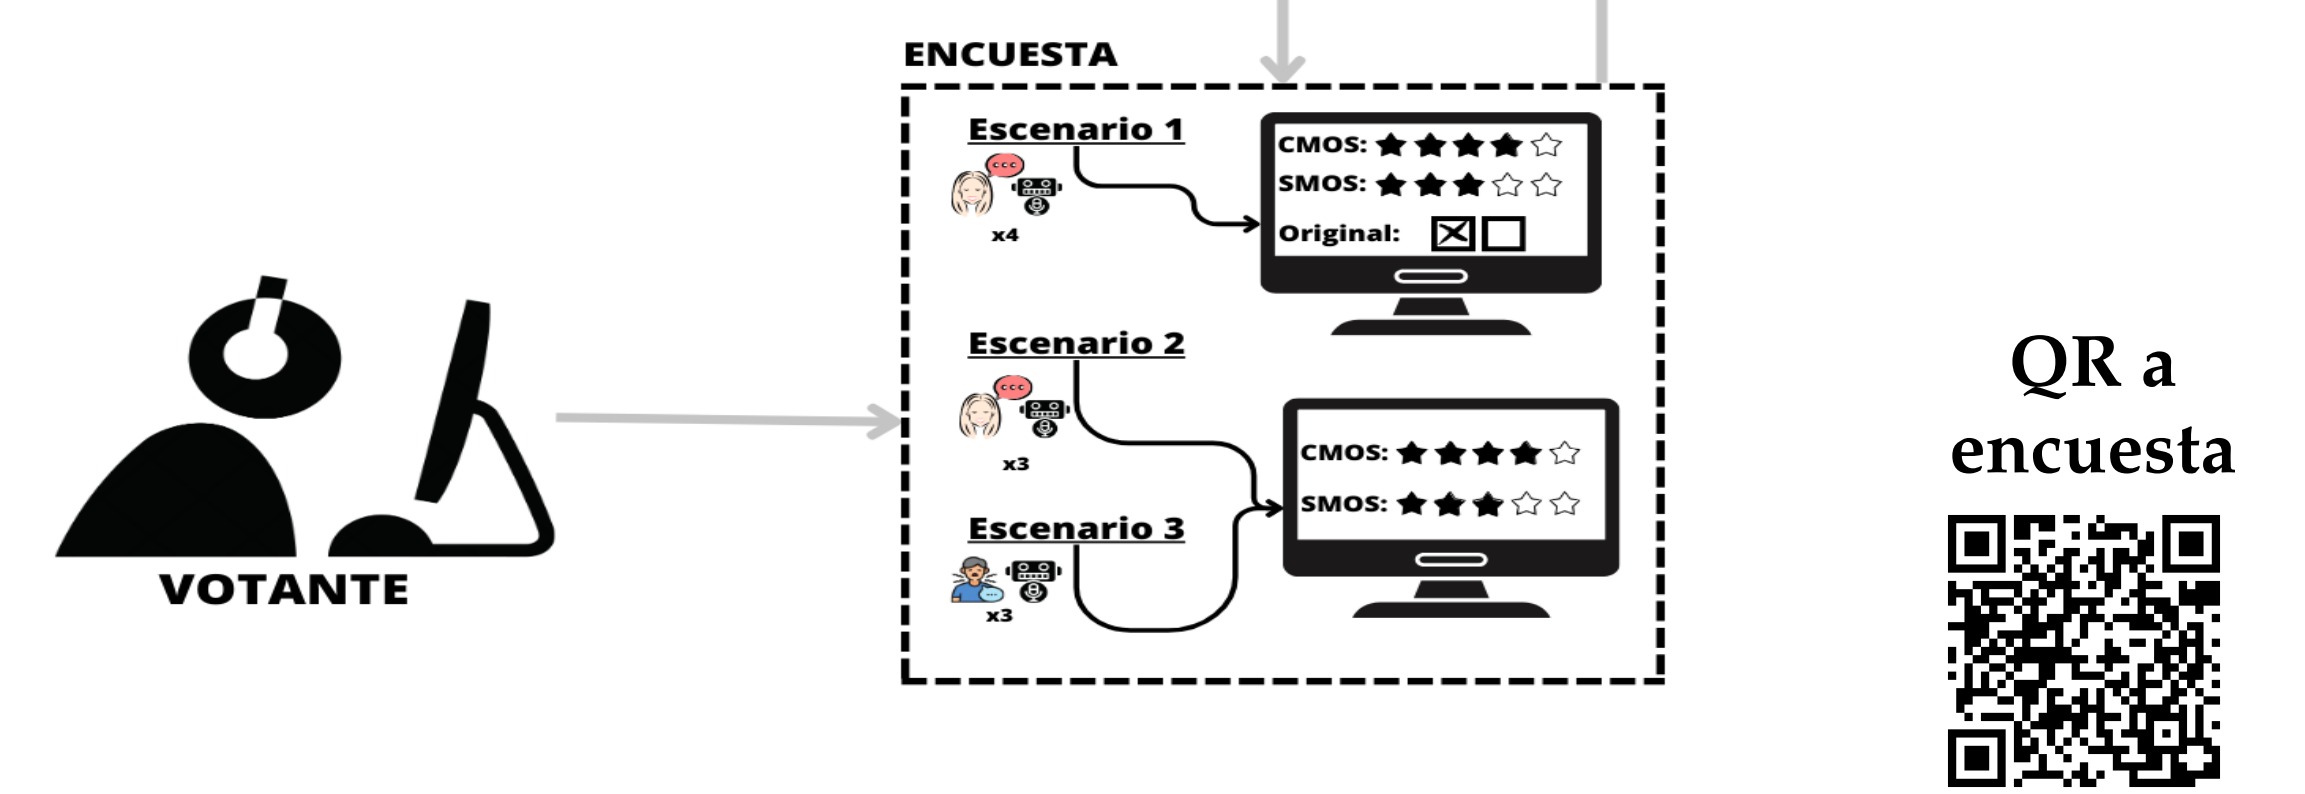 ENCUESTA
Escenario 1
x4
CMOS:
SMOS:
Original:
Escenario 2
x3
Escenario 3
x3
CMOS:
SMOS:
VOTANTE
QR a
encuesta